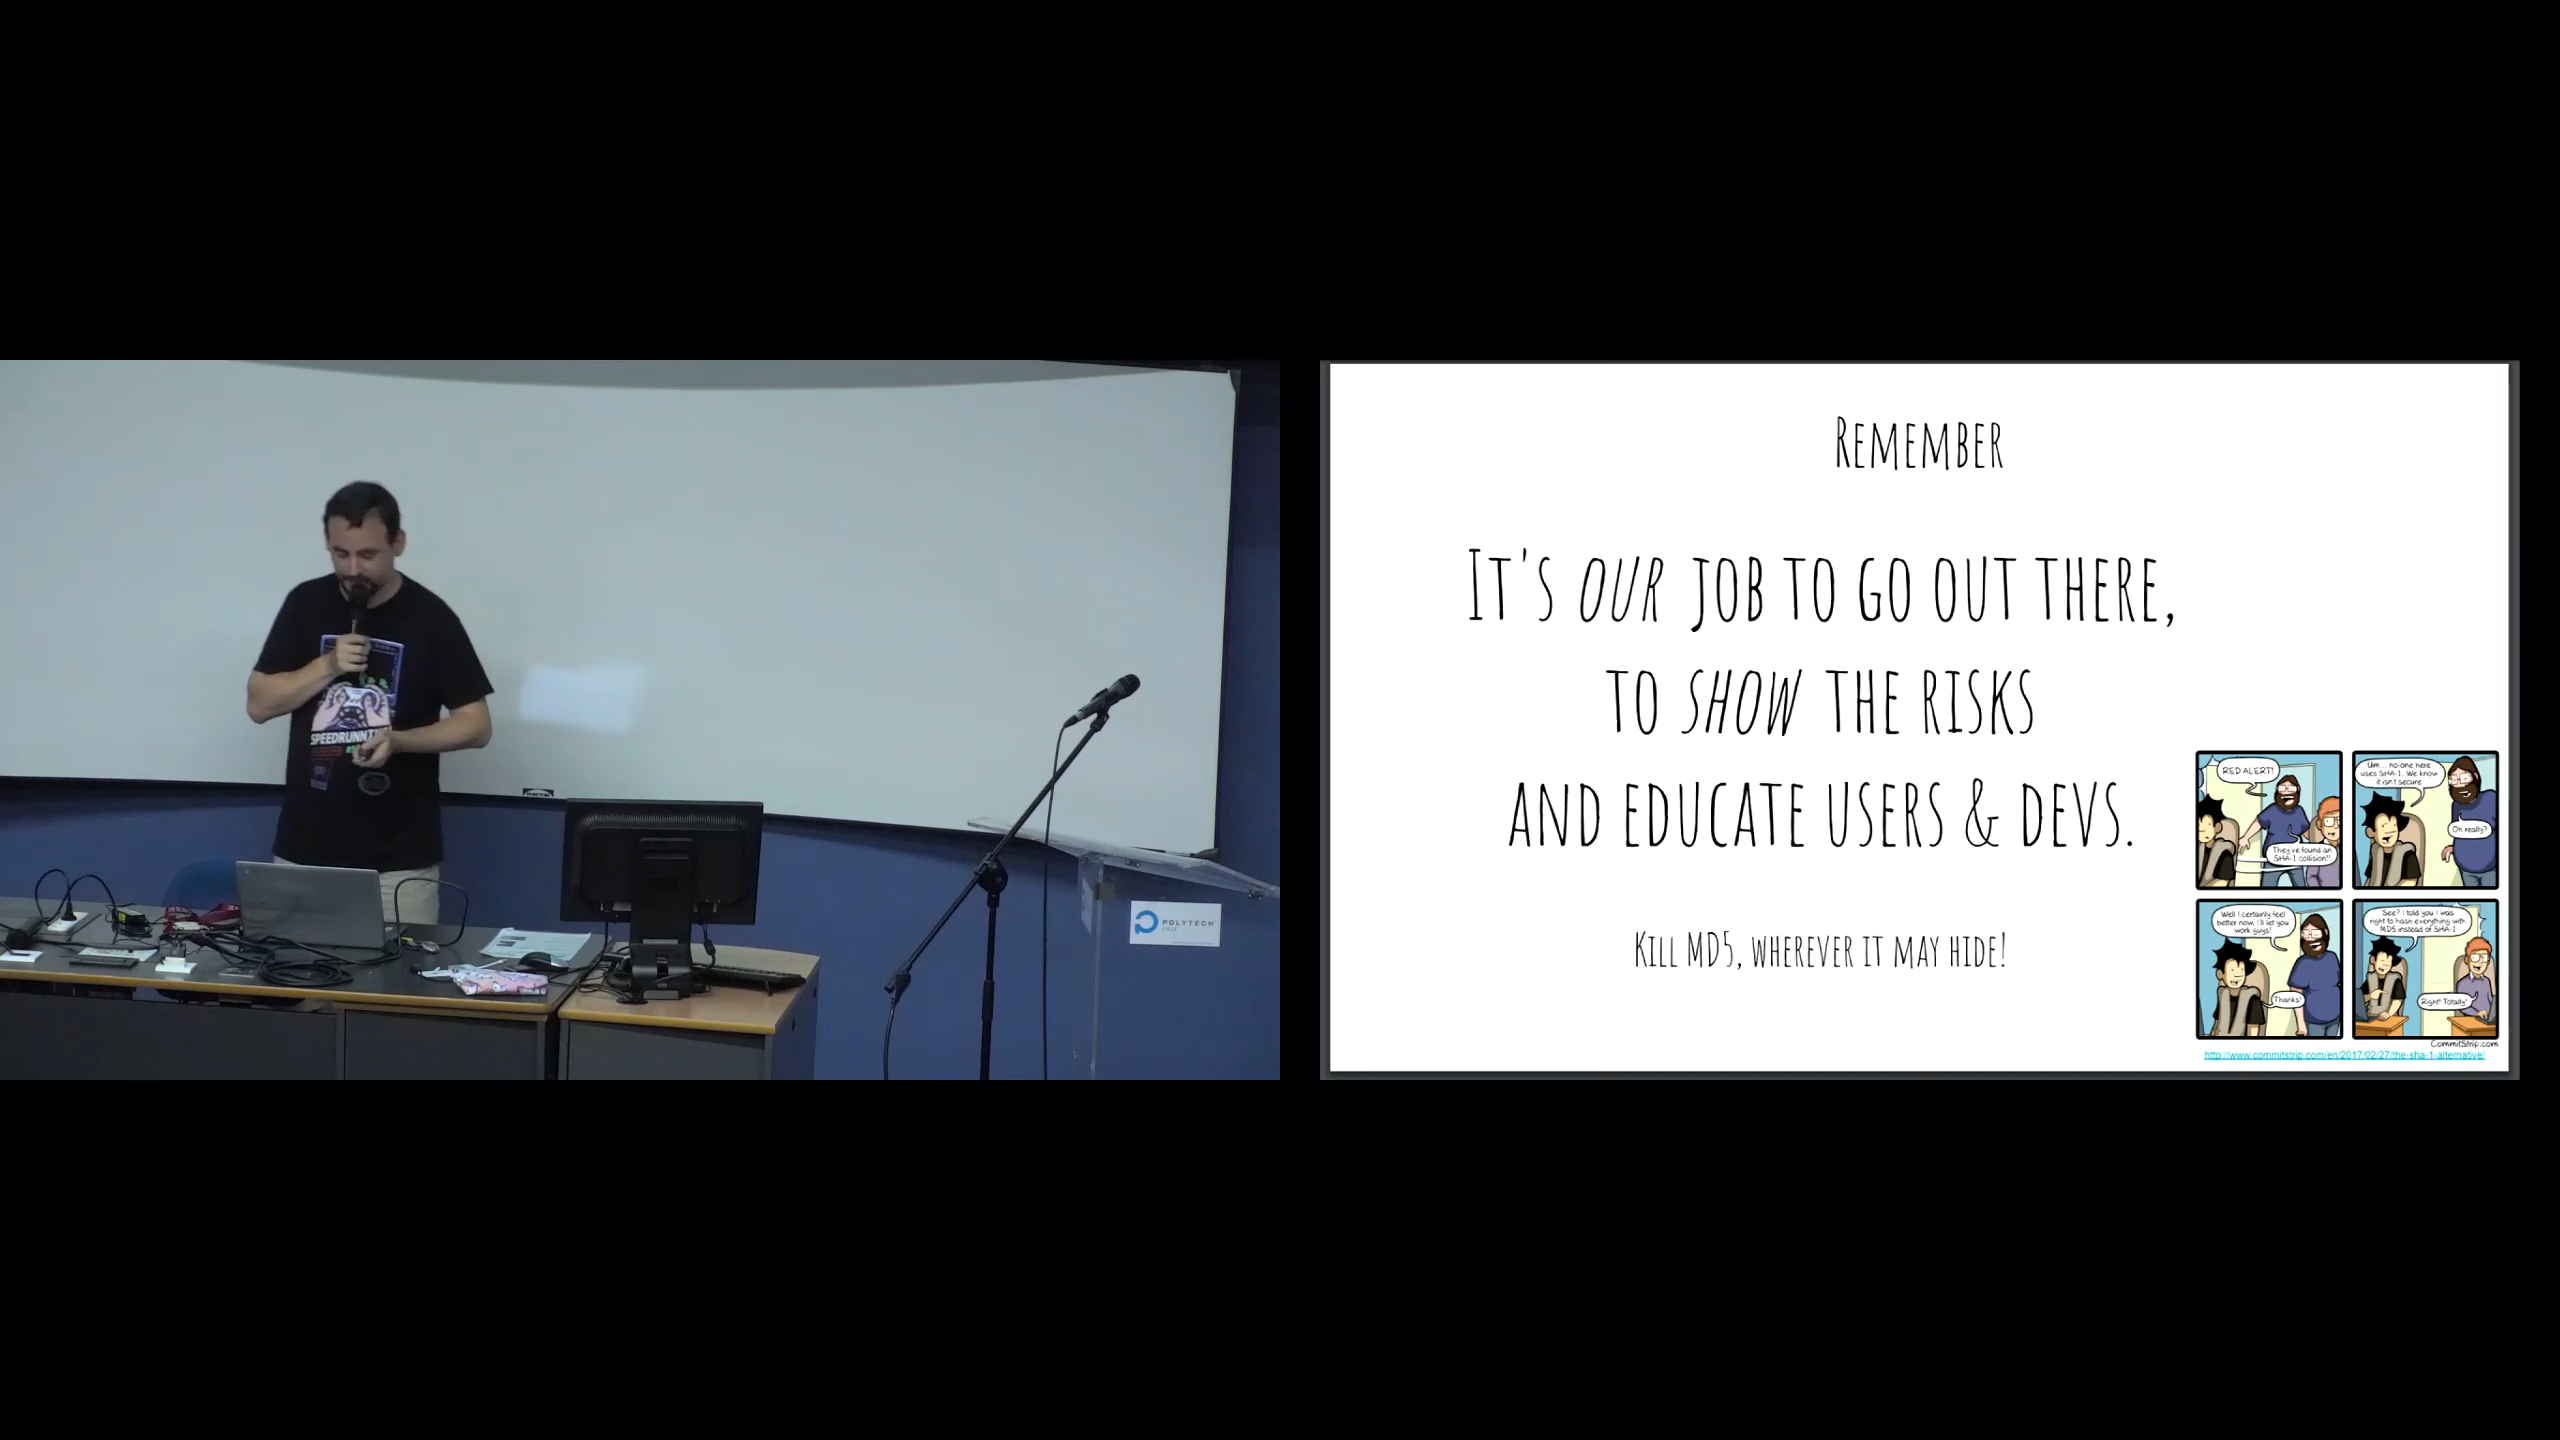 SPEEDRUNN
POLYTECH
LILLE
REMEMBER
IT'S OUR JOB TO GO OUT THERE,
TO SHOW THE RISKS
AND EDUCATE USERS & DEVS.
KILL MD5, WHEREVER IT MAY HIDE!
RED ALERT!
They've found an
SHA-1 collision!!
Um... no-one here
uses SHA-1. We know
it isn't secure
Oh really?
Well I certainly feel
better now, I'll let you
work guys!
Thanks!
See? I told you I was
right to hash everything with
MD5 instead of SHA-1
Right! Totally!
CommitStrip.com
http://www.commitstrip.com/en/2017/02/27/the-sha-1-alternative/